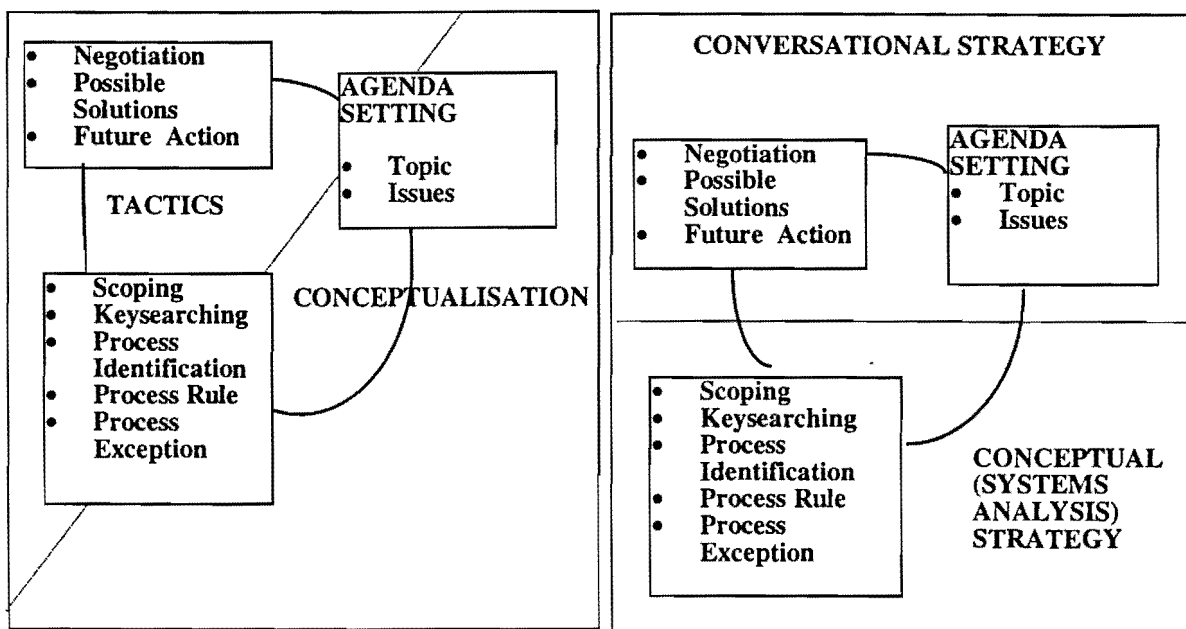 • Negotiation
• Possible
Solutions
• Future Action
AGENDA
SETTING
• Topic
• Issues
TACTICS
• Scoping
• Keysearching
• Process
Identification
• Process Rule
• Process
Exception
CONCEPTUALISATION
CONVERSATIONAL STRATEGY
• Negotiation
• Possible
Solutions
• Future Action
AGENDA
SETTING
• Topic
• Issues
• Scoping
• Keysearching
• Process
Identification
• Process Rule
• Process
Exception
CONCEPTUAL
(SYSTEMS
ANALYSIS)
STRATEGY